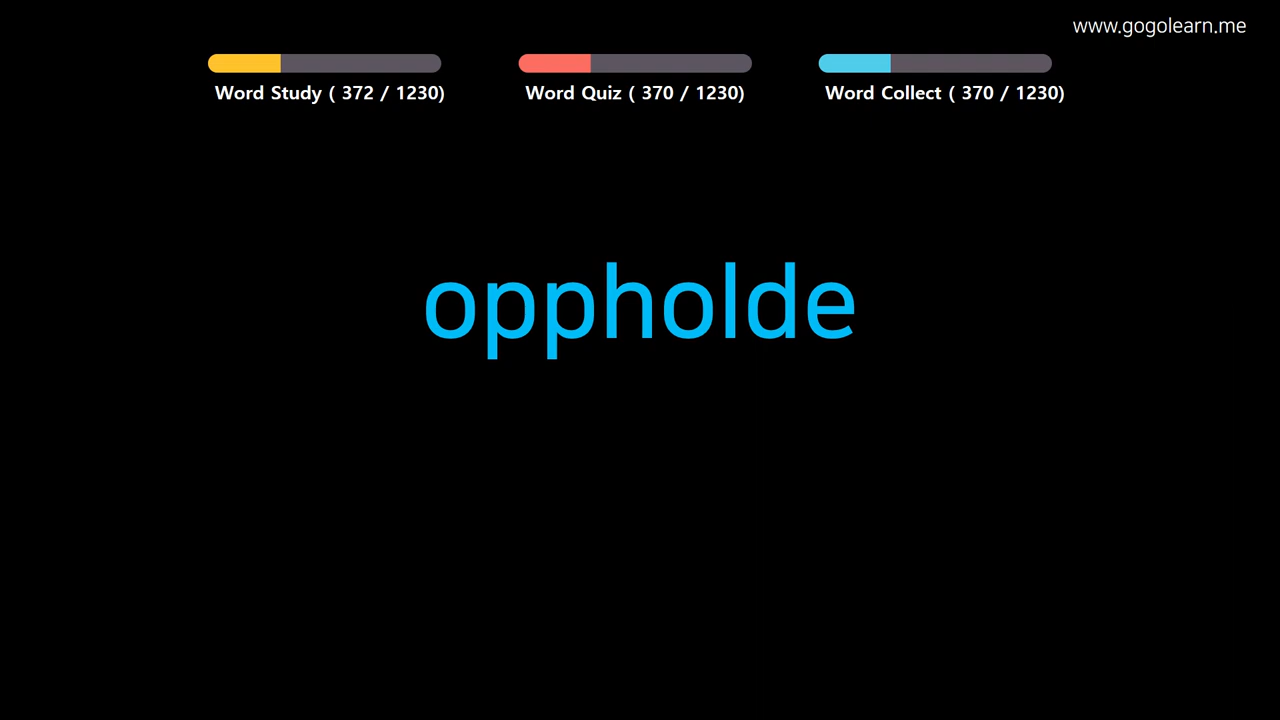 www.gogolearn.me
Word Study ( 372 / 1230)
Word Quiz ( 370 / 1230)
Word Collect ( 370 / 1230)
oppholde